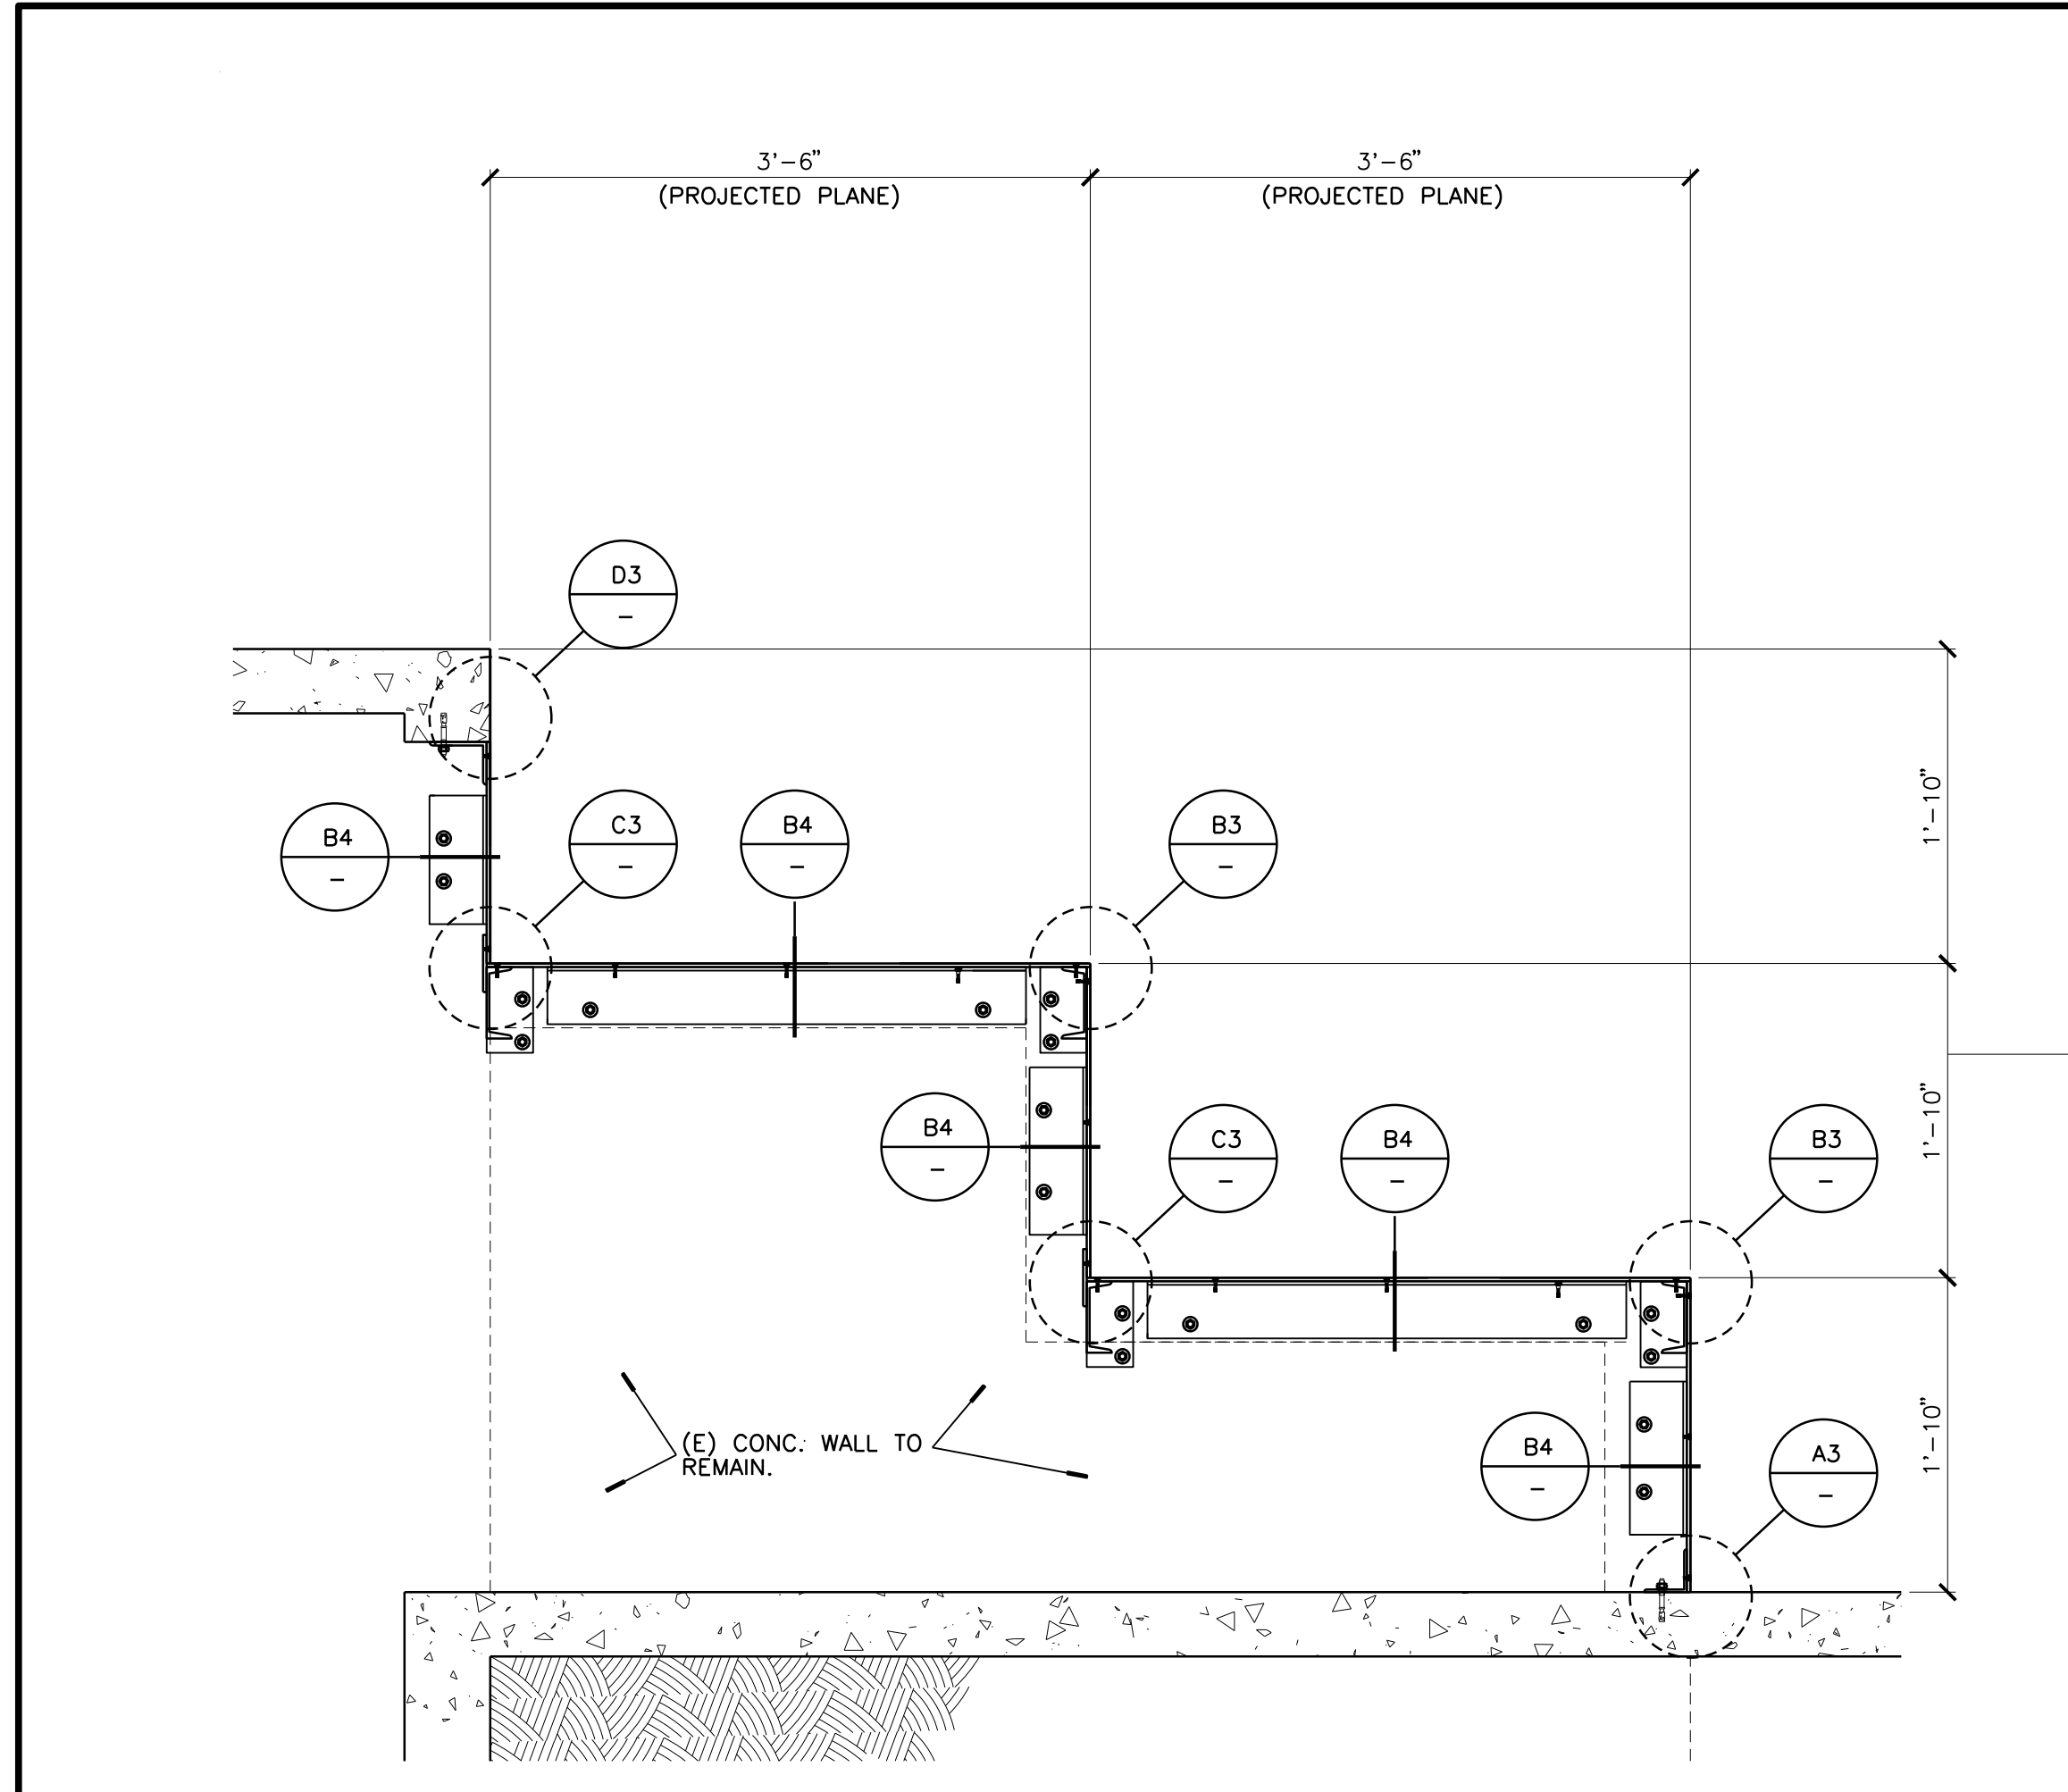 3'-6"
(PROJECTED PLANE)
3'-6"
(PROJECTED PLANE)
D3
–
1'-10"
B4
–
C3
–
B4
–
B3
–
1'-10"
B4
–
C3
–
B4
–
B3
–
1'-10"
(E) CONC. WALL TO
REMAIN.
B4
–
A3
–